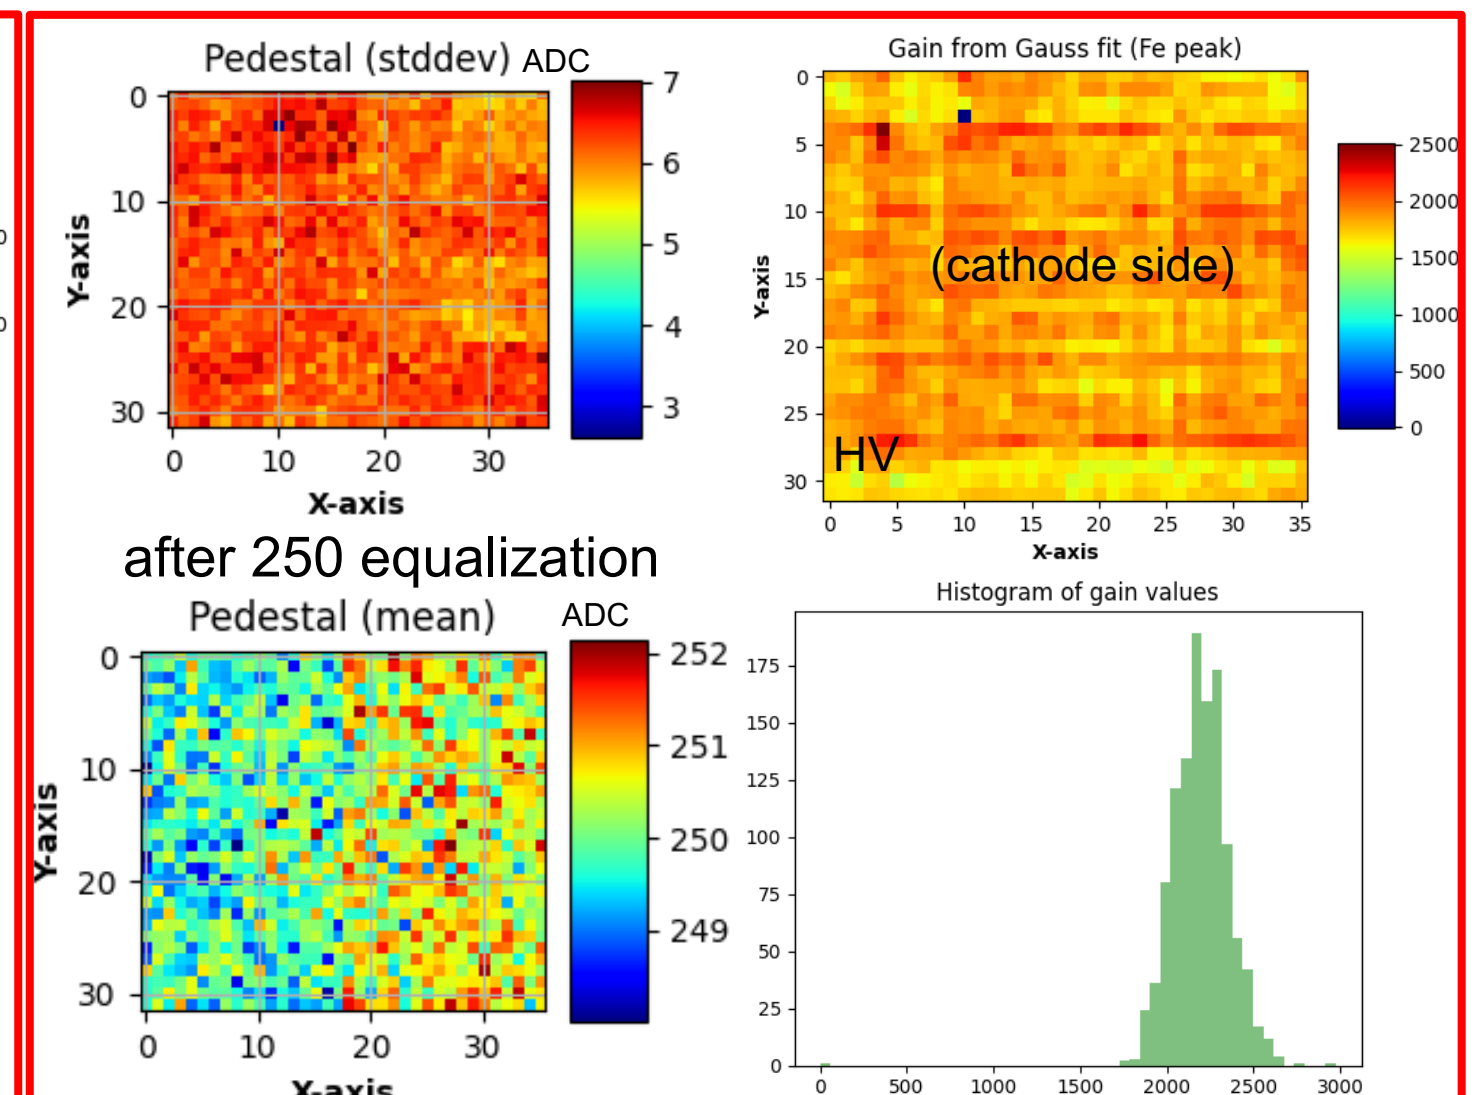 Pedestal (stddev) ADC
0
10
20
30
Y-axis
0 10 20 30
X-axis
7
6
5
4
3
Gain from Gauss fit (Fe peak)
0
5
10
15
20
25
30
Y-axis
(cathode side)
HV
0 5 10 15 20 25 30 35
X-axis
2500
2000
1500
1000
500
0
after 250 equalization
Pedestal (mean) ADC
0
10
20
30
Y-axis
0 10 20 30
X-axis
252
251
250
249
Histogram of gain values
175
150
125
100
75
50
25
0
0 500 1000 1500 2000 2500 3000